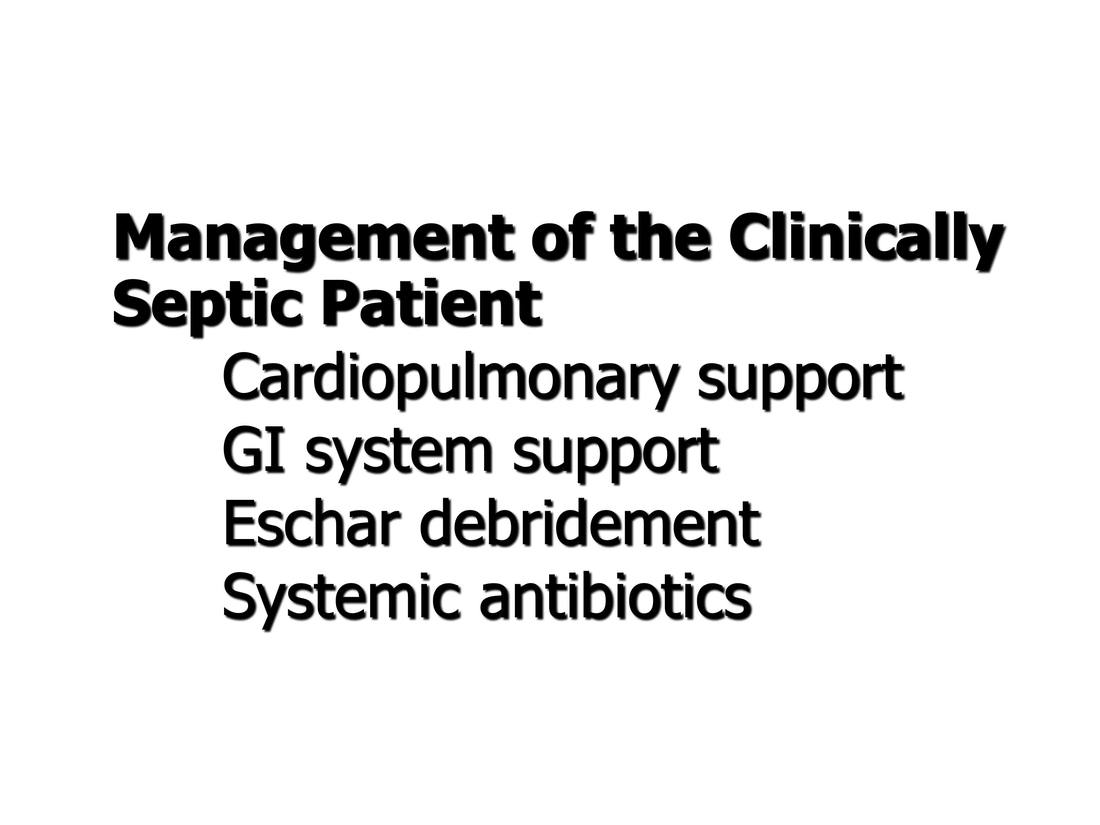 Management of the Clinically
Septic Patient
Cardiopulmonary support
GI system support
Eschar debridement
Systemic antibiotics